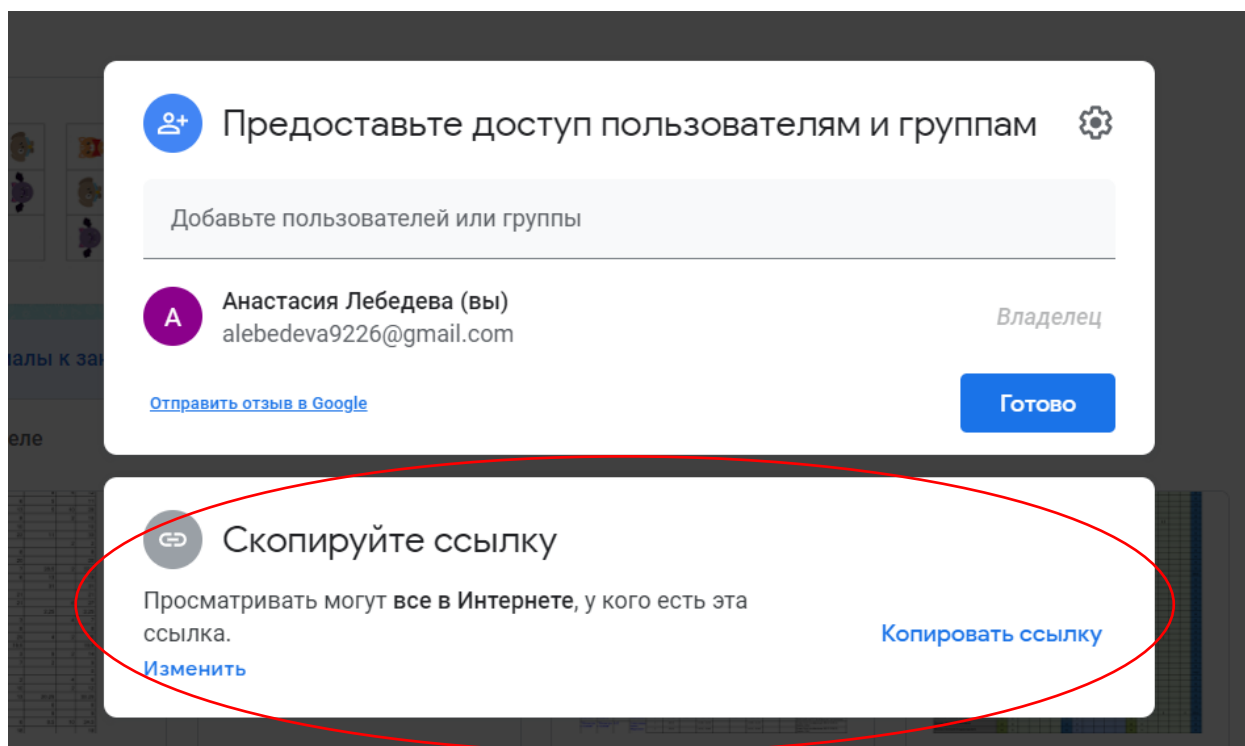 Предоставьте доступ пользователям и группам
Добавьте пользователей или группы
А
Анастасия Лебедева (вы)
alebedeva9226@gmail.com
Владелец
Отправить отзыв в Google
Готово
Скопируйте ссылку
Просматривать могут все в Интернете, у кого есть эта
ссылка.
Копировать ссылку
Изменить